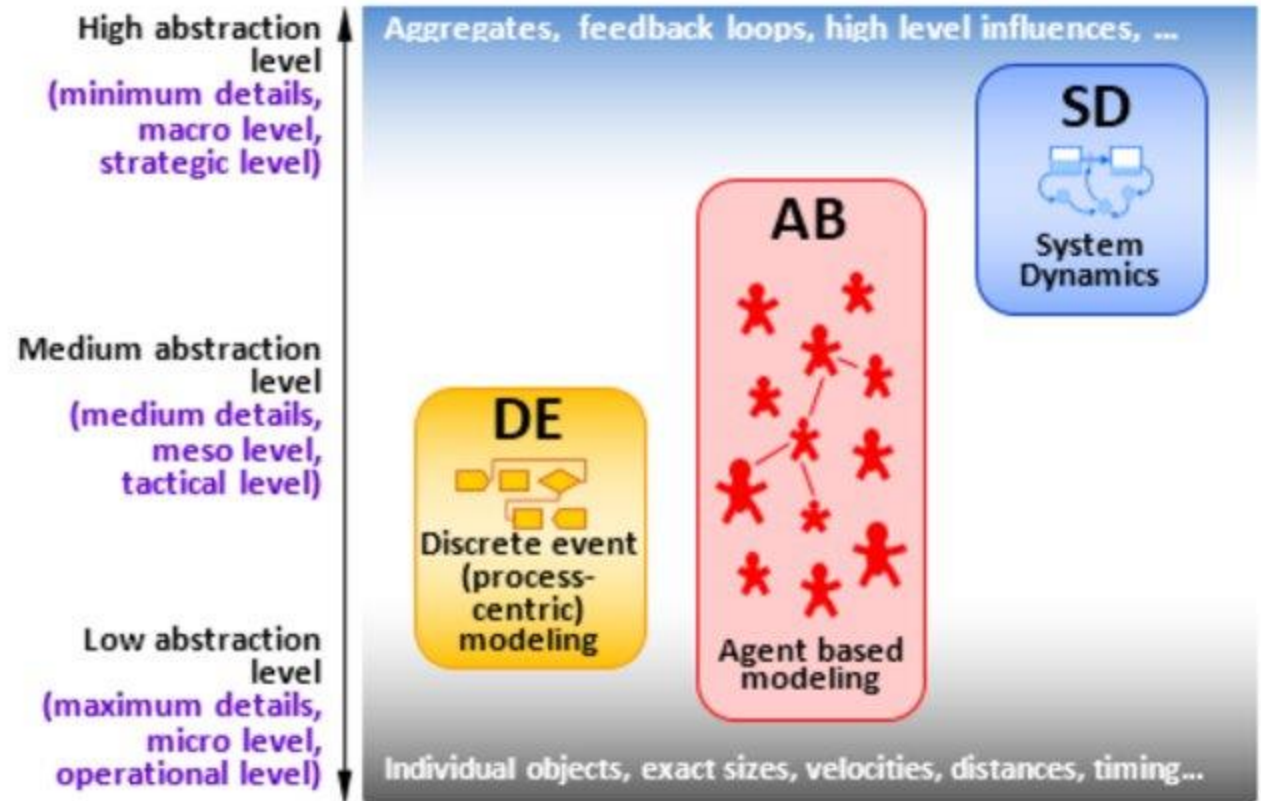 High abstraction
level
(minimum details,
macro level,
strategic level)
Medium abstraction
level
(medium details,
meso level,
tactical level)
Low abstraction
level
(maximum details,
micro level,
operational level)
Aggregates, feedback loops, high level influences, ...
SD
System
Dynamics
AB
Agent based
modeling
DE
Discrete event
(process-
centric)
modeling
Individual objects, exact sizes, velocities, distances, timing...